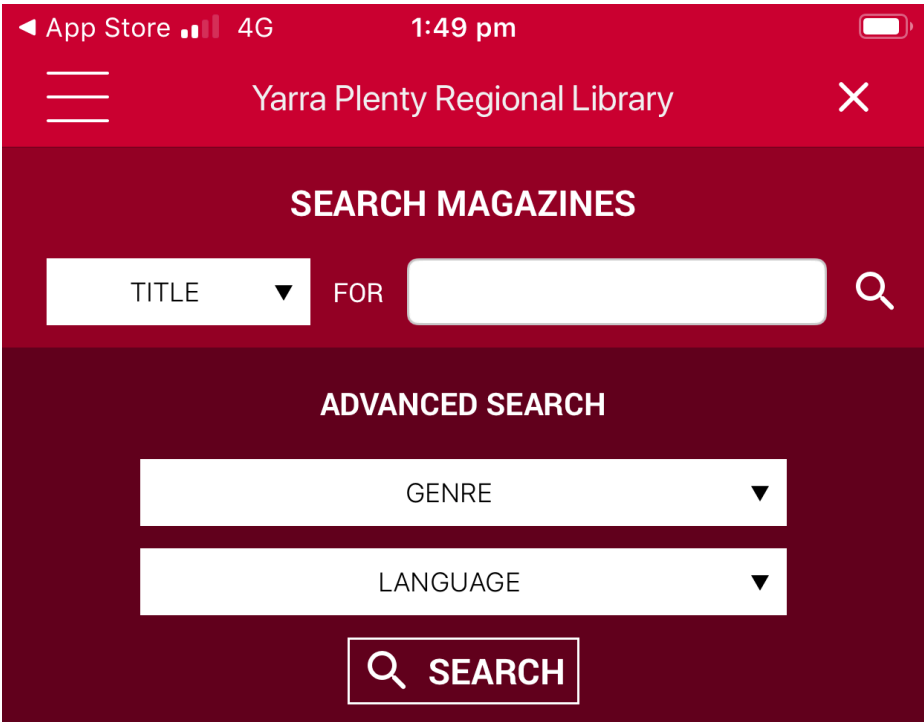 App Store 4G 1:49 pm
Yarra Plenty Regional Library
SEARCH MAGAZINES
TITLE FOR
ADVANCED SEARCH
GENRE
LANGUAGE
SEARCH